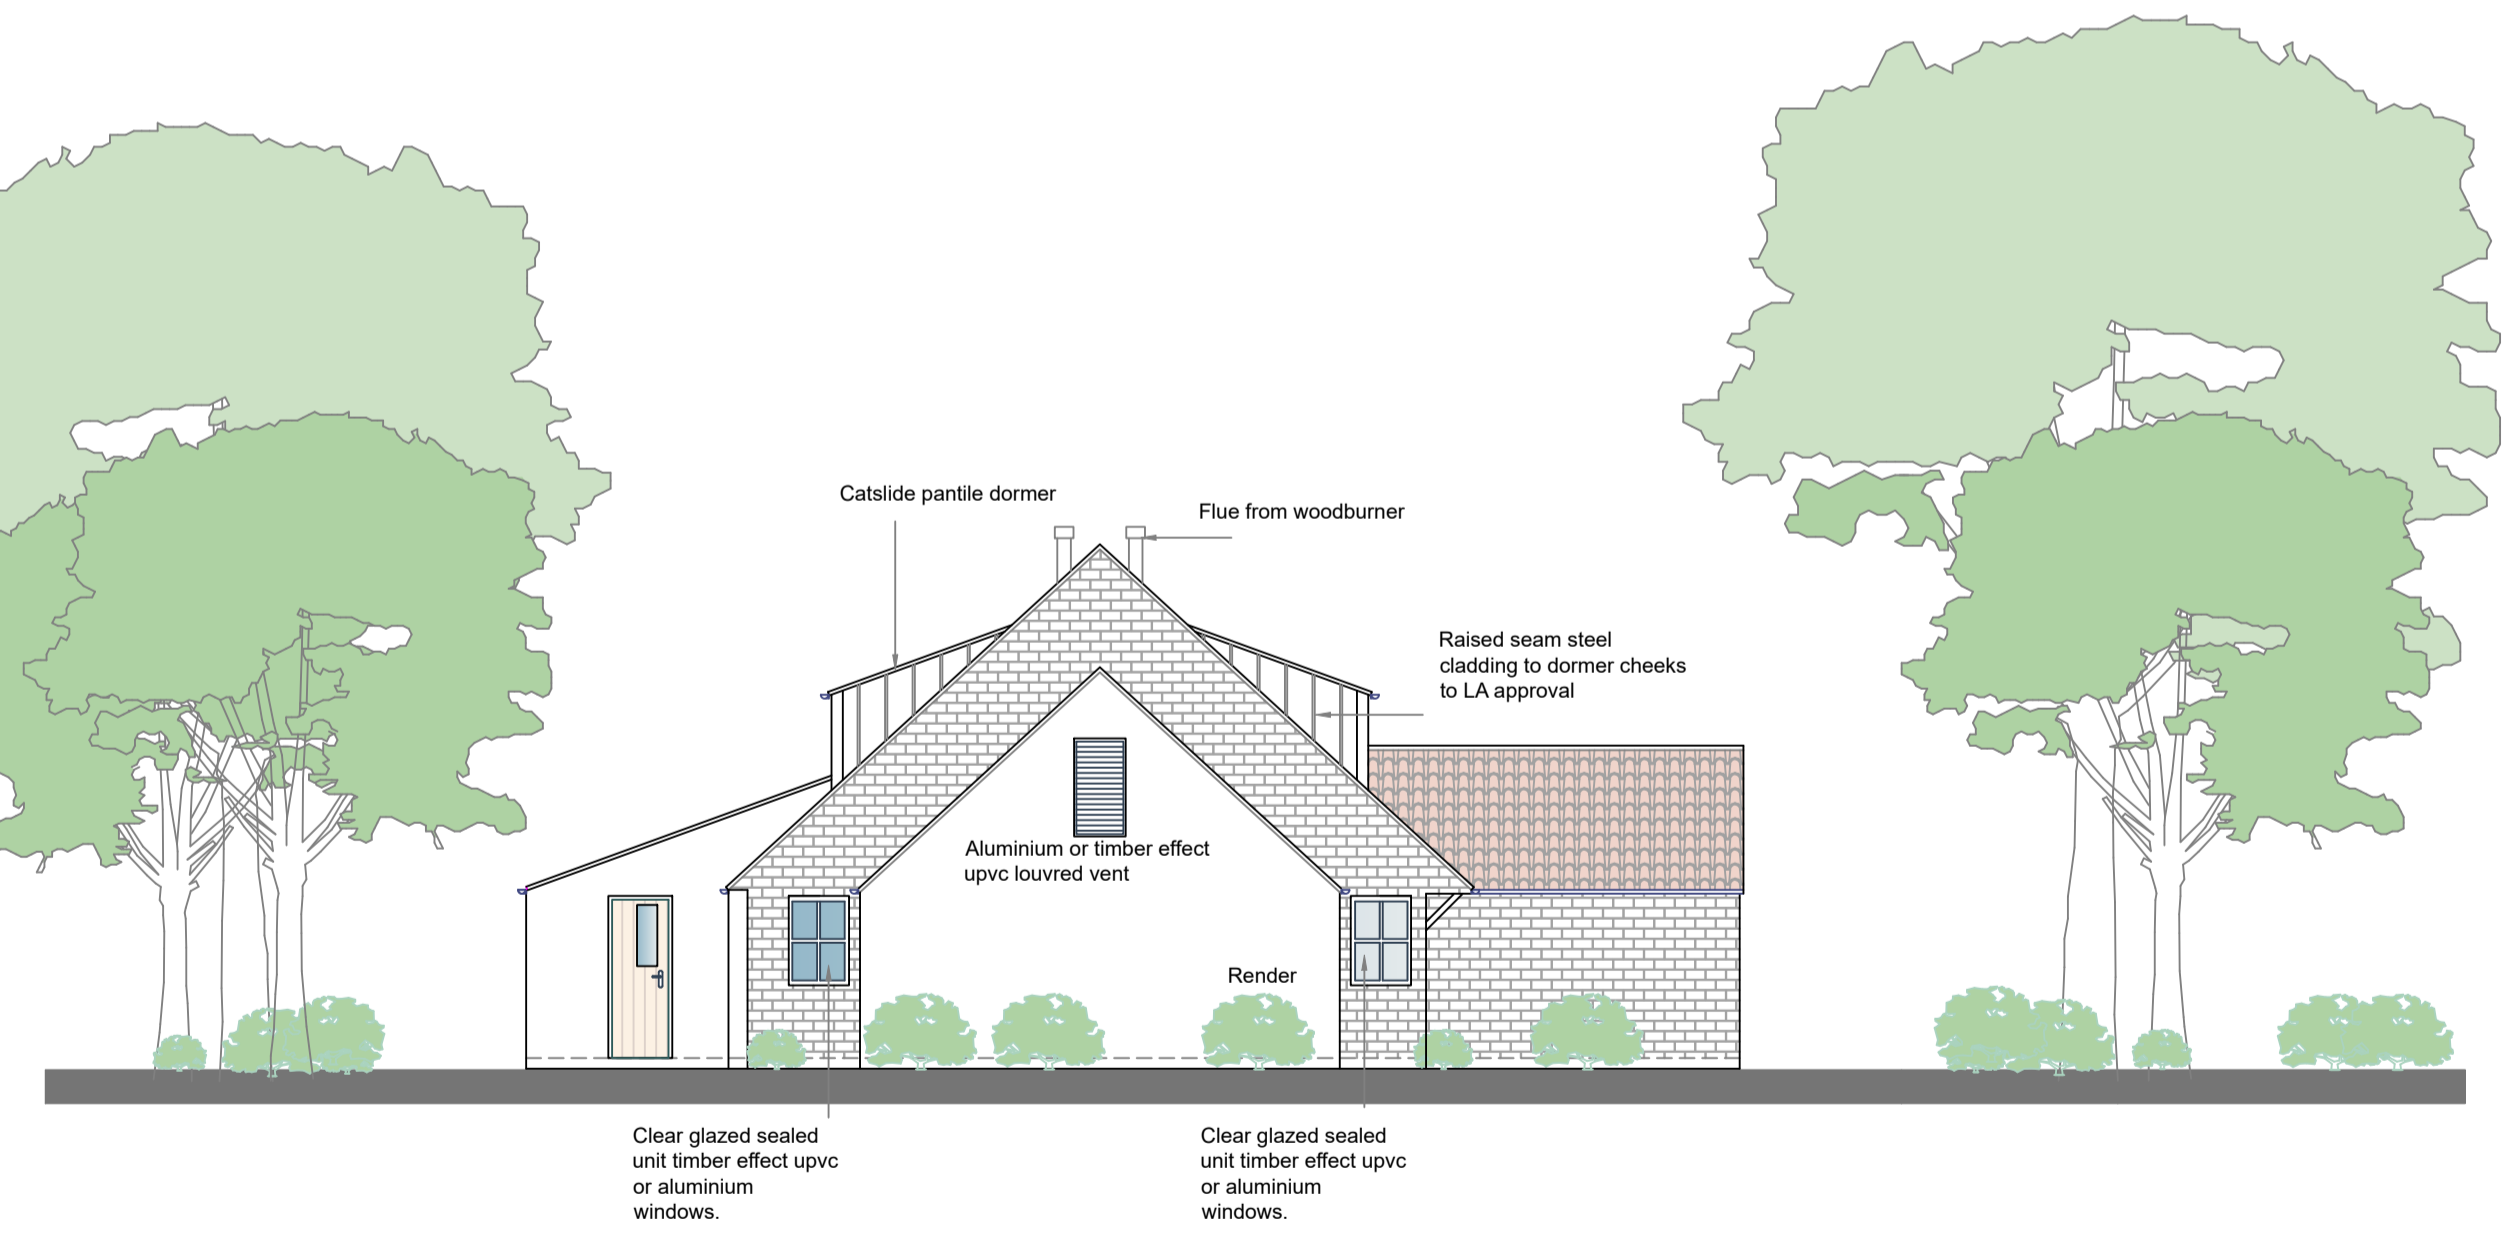 Catslide pantile dormer
Flue from woodburner
Raised seam steel
cladding to dormer cheeks
to LA approval
Aluminium or timber effect
upvc louvred vent
Render
Clear glazed sealed
unit timber effect upvc
or aluminium
windows.
Clear glazed sealed
unit timber effect upvc
or aluminium
windows.